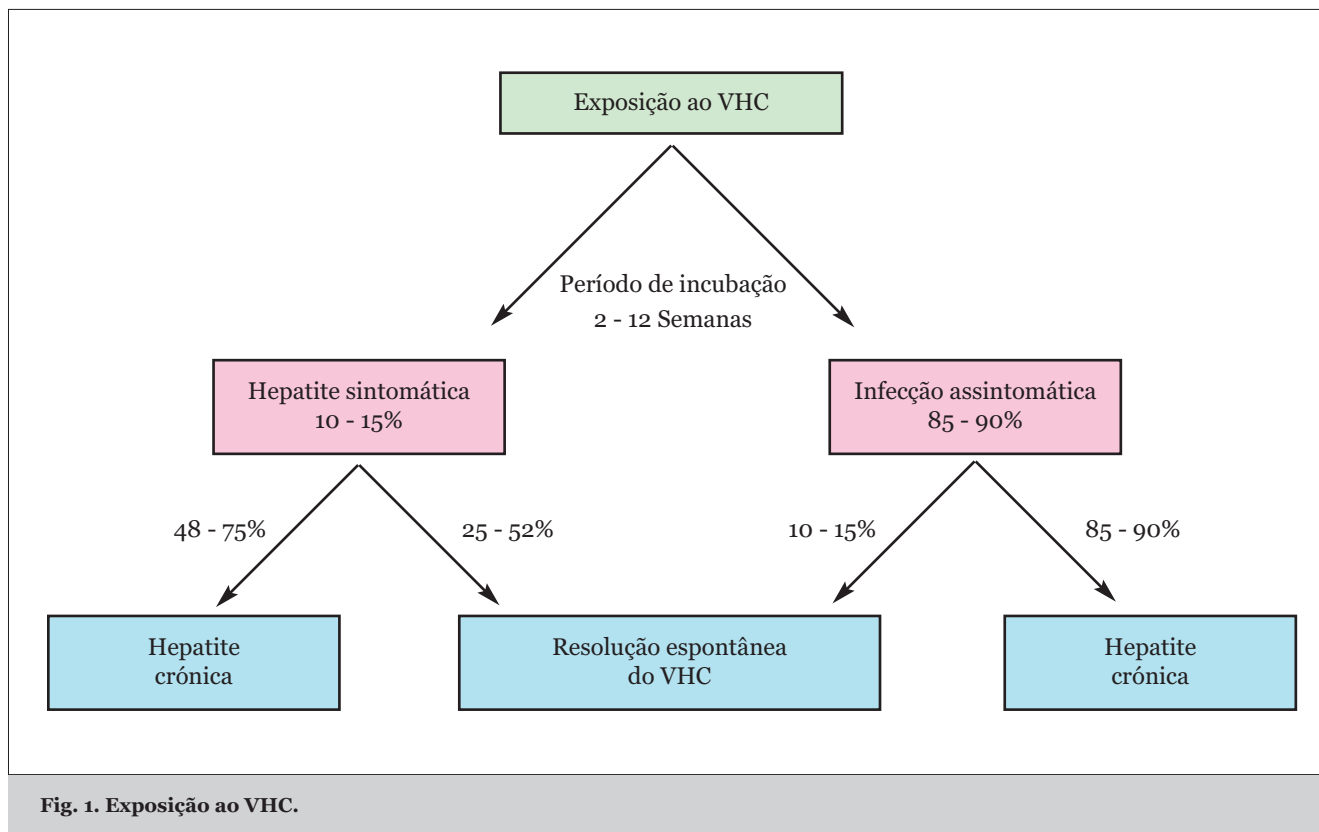 Exposição ao VHC
Período de incubação
2 - 12 Semanas
Hepatite sintomática
10 - 15%
Infecção assintomática
85 - 90%
48 - 75%
25 - 52%
10 - 15%
85 - 90%
Hepatite
crónica
Resolução espontânea
do VHC
Hepatite
crónica
Fig. 1. Exposição ao VHC.